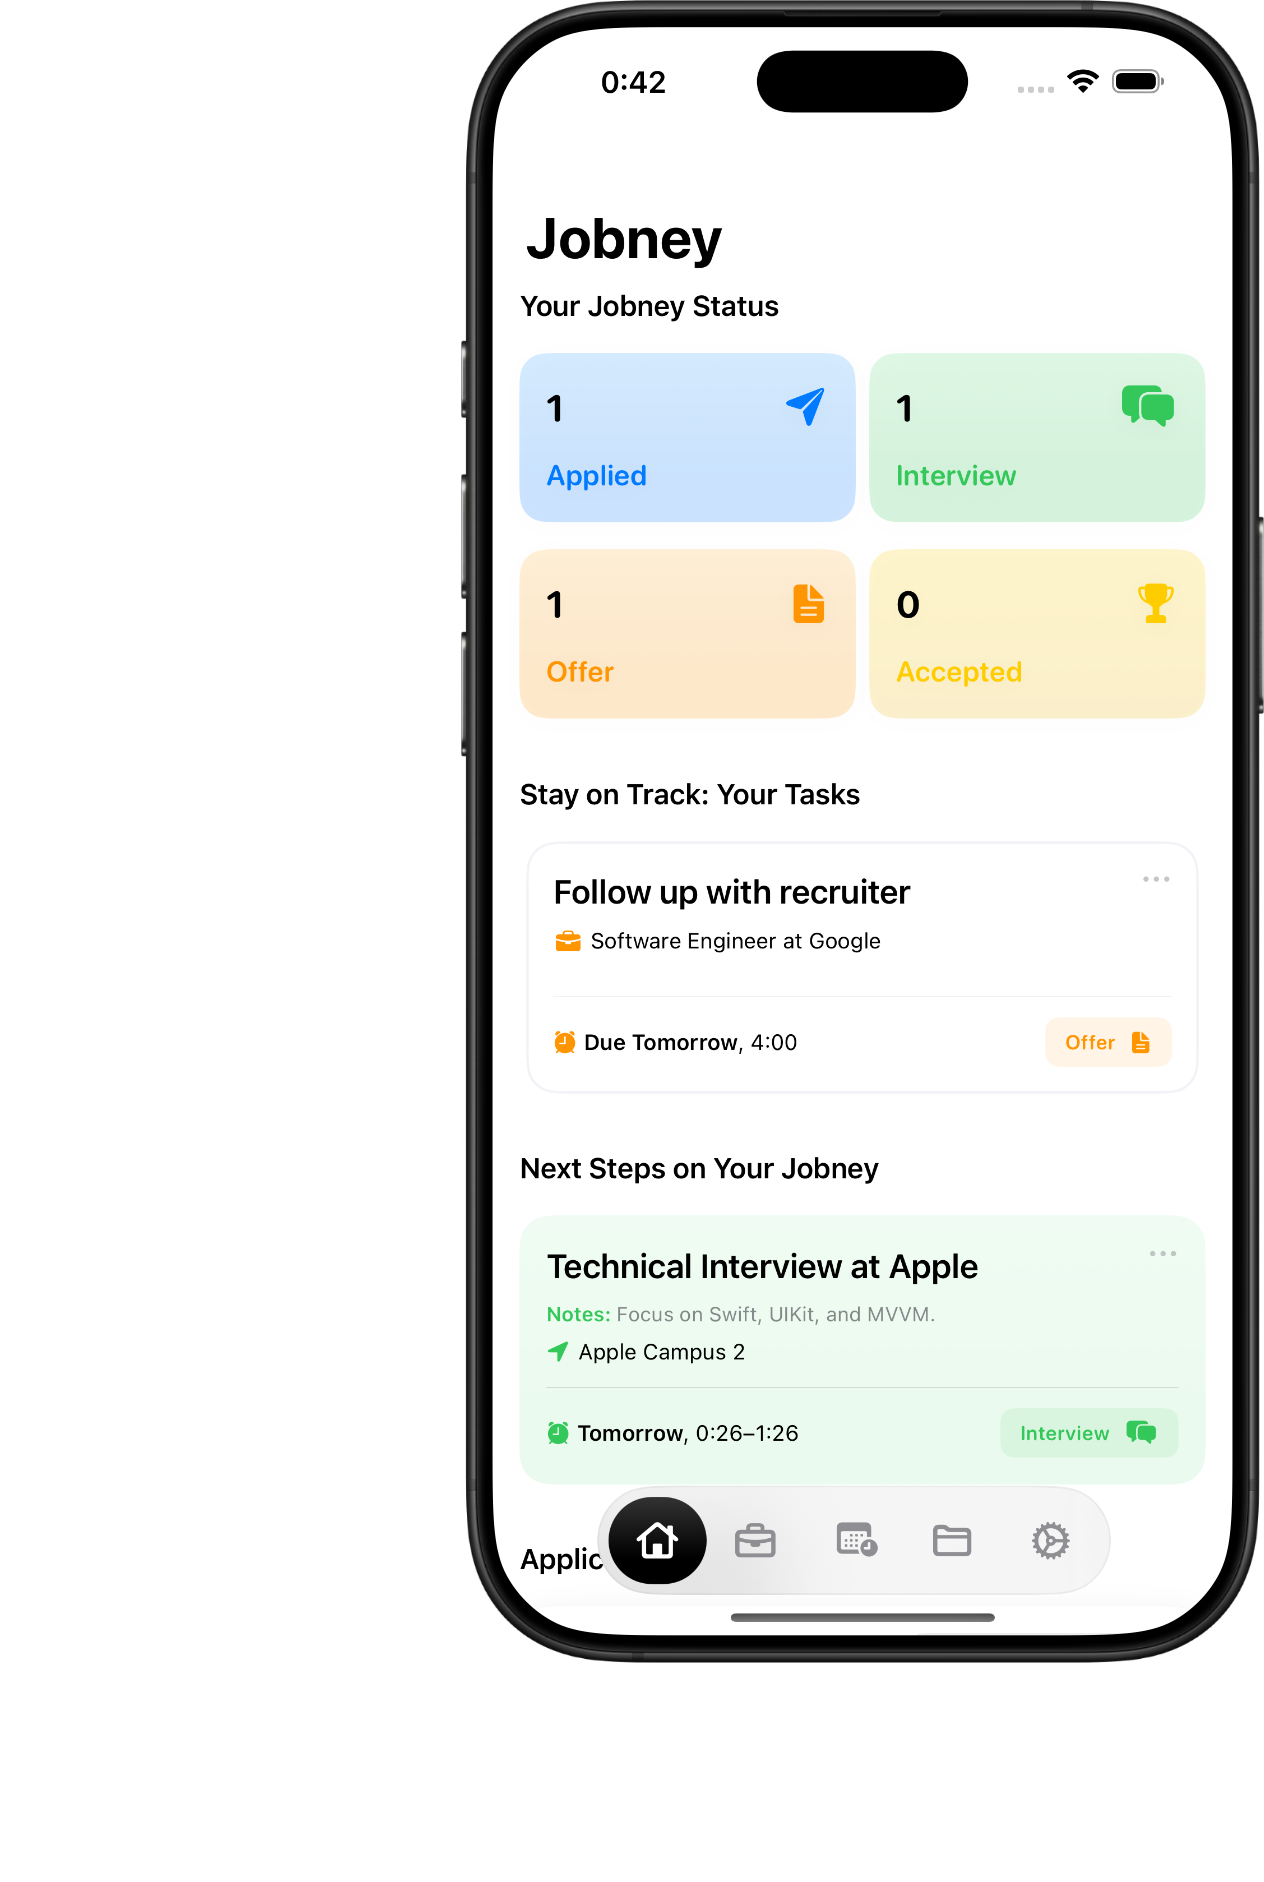 0:42
Jobney
Your Jobney Status
1
1
Applied
Interview
1
0
Offer
Accepted
Stay on Track: Your Tasks
Follow up with recruiter
Software Engineer at Google
Due Tomorrow, 4:00
Offer
Next Steps on Your Jobney
Technical Interview at Apple
Notes: Focus on Swift, UIKit, and MVVM.
Apple Campus 2
Tomorrow, 0:26–1:26
Interview
Applic